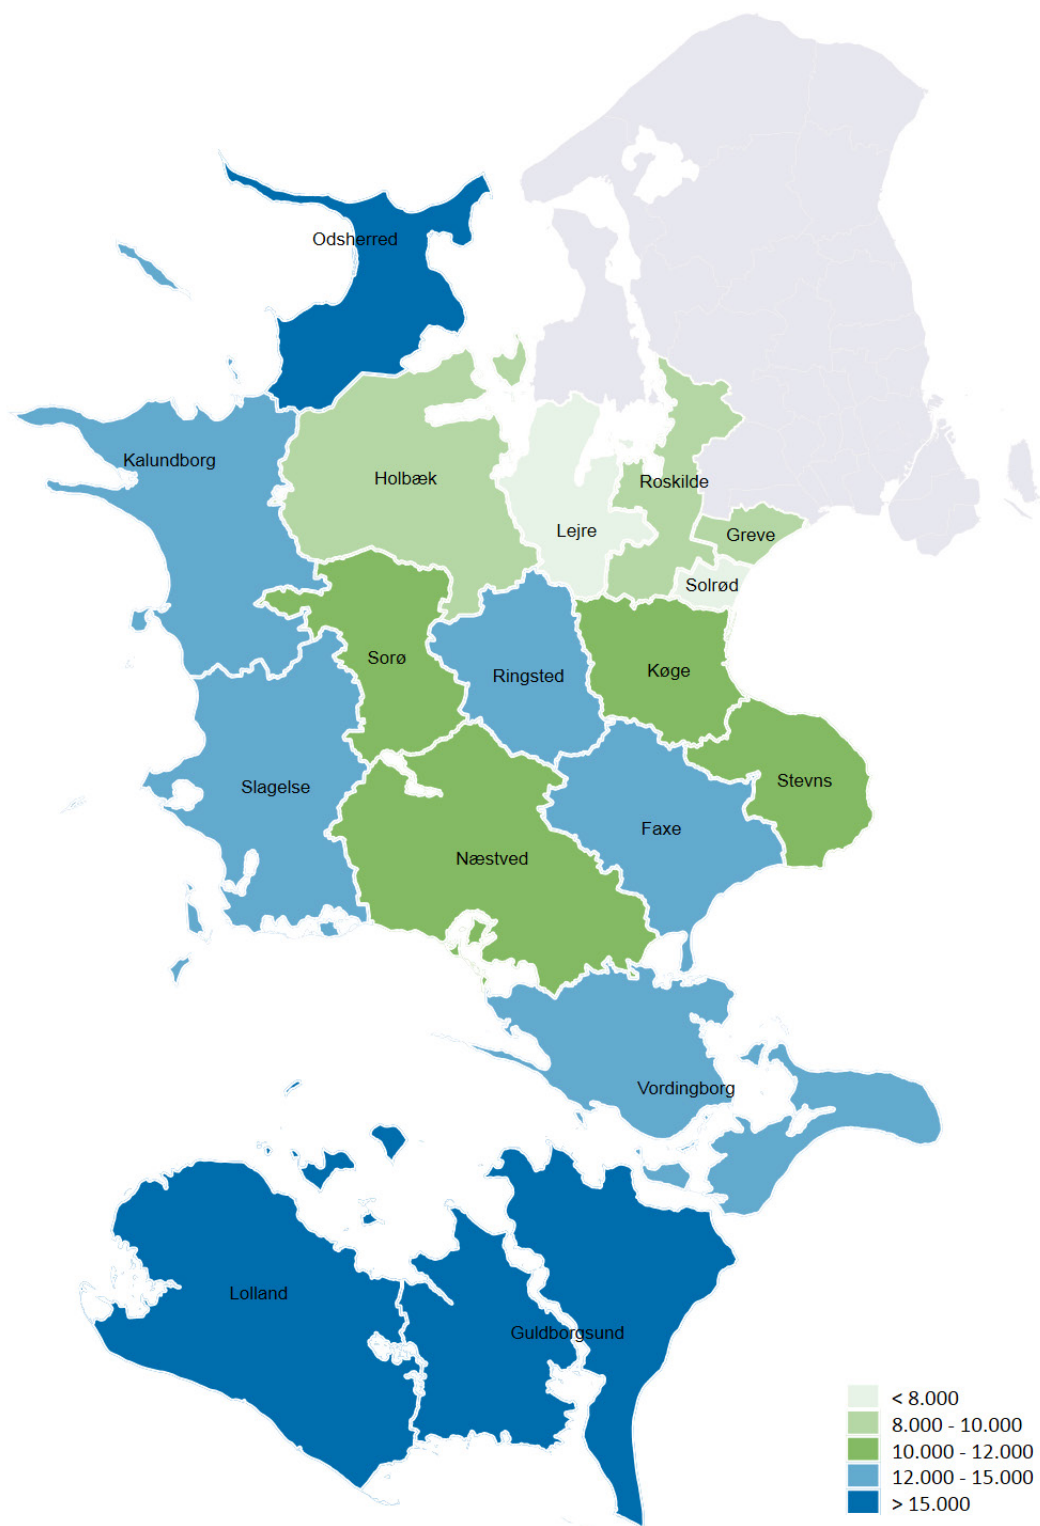 Odsherred
Kalundborg
Holbæk
Roskilde
Lejre
Greve
Solrød
Sorø
Ringsted
Køge
Slagelse
Stevns
Faxe
Næstved
Vordingborg
Lolland
Guldborgsund
< 8.000
8.000 - 10.000
10.000 - 12.000
12.000 - 15.000
> 15.000